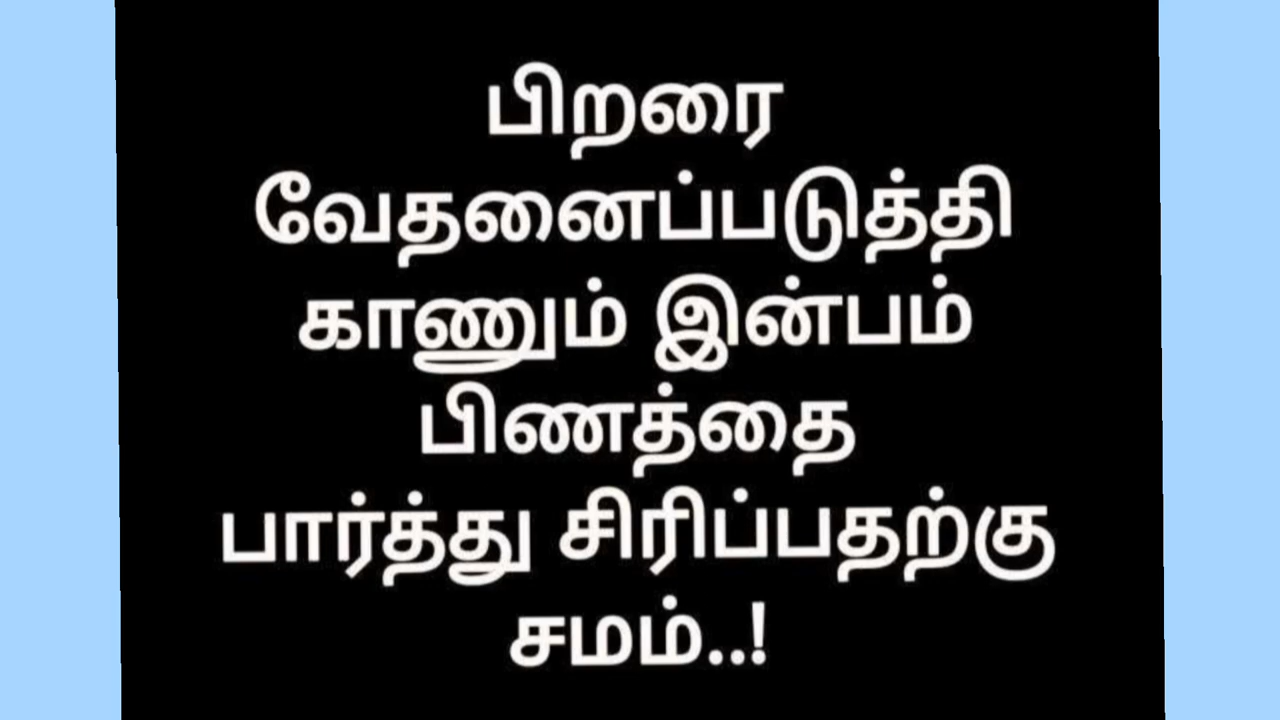 பிறரை
வேதனைப்படுத்தி
காணும் இன்பம்
பிணத்தை
பார்த்து சிரிப்பதற்கு
சமம்..!